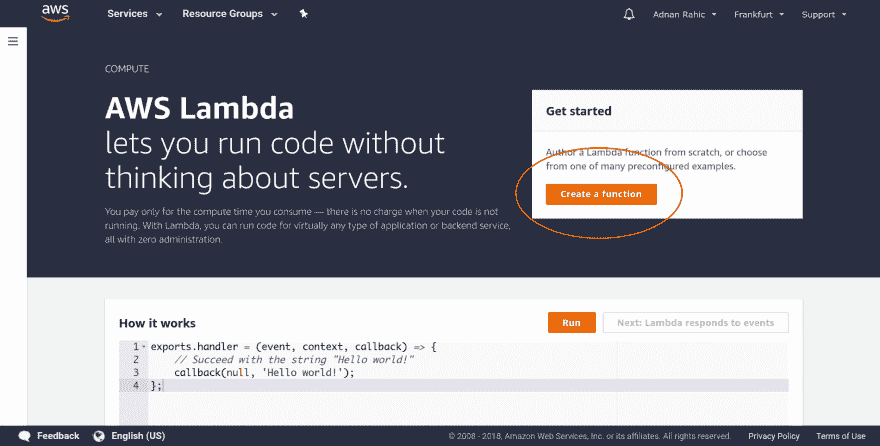 aws Services Resource Groups Adnan Rahic Frankfurt Support
COMPUTE
AWS Lambda
lets you run code without
thinking about servers.
You pay only for the compute time you consume — there is no charge when your code is not
running. With Lambda, you can run code for virtually any type of application or backend service,
all with zero administration.
Get started
Author a Lambda function from scratch, or choose
from one of many preconfigured examples.
Create a function
How it works
Run
Next: Lambda responds to events
1 exports.handler = (event, context, callback) => {
2 // Succeed with the string "Hello world!"
3 callback(null, 'Hello world!');
4 };
Feedback English (US) © 2008 - 2018, Amazon Web Services, Inc. or its affiliates. All rights reserved. Privacy Policy Terms of Use